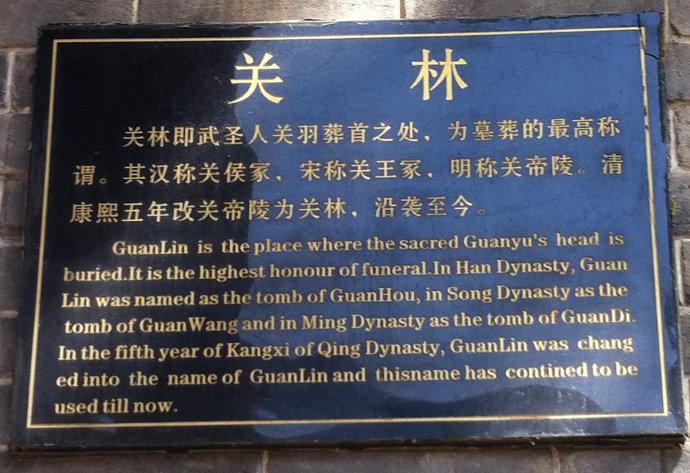 关 林
关林即武圣人关羽葬首之处，为墓葬的最高称
谓。其汉称关侯冢，宋称关王冢，明称关帝陵。清
康熙五年改关帝陵为关林，沿袭至今。
GuanLin is the place where the sacred Guanyu's head is
buried.It is the highest honour of funeral.In Han Dynasty, Guan
Lin was named as the tomb of GuanHou, in Song Dynasty as the
tomb of GuanWang and in Ming Dynasty as the tomb of GuanDi.
In the fifth year of Kangxi of Qing Dynasty, GuanLin was chang
ed into the name of GuanLin and thisname has contined to be
used till now.